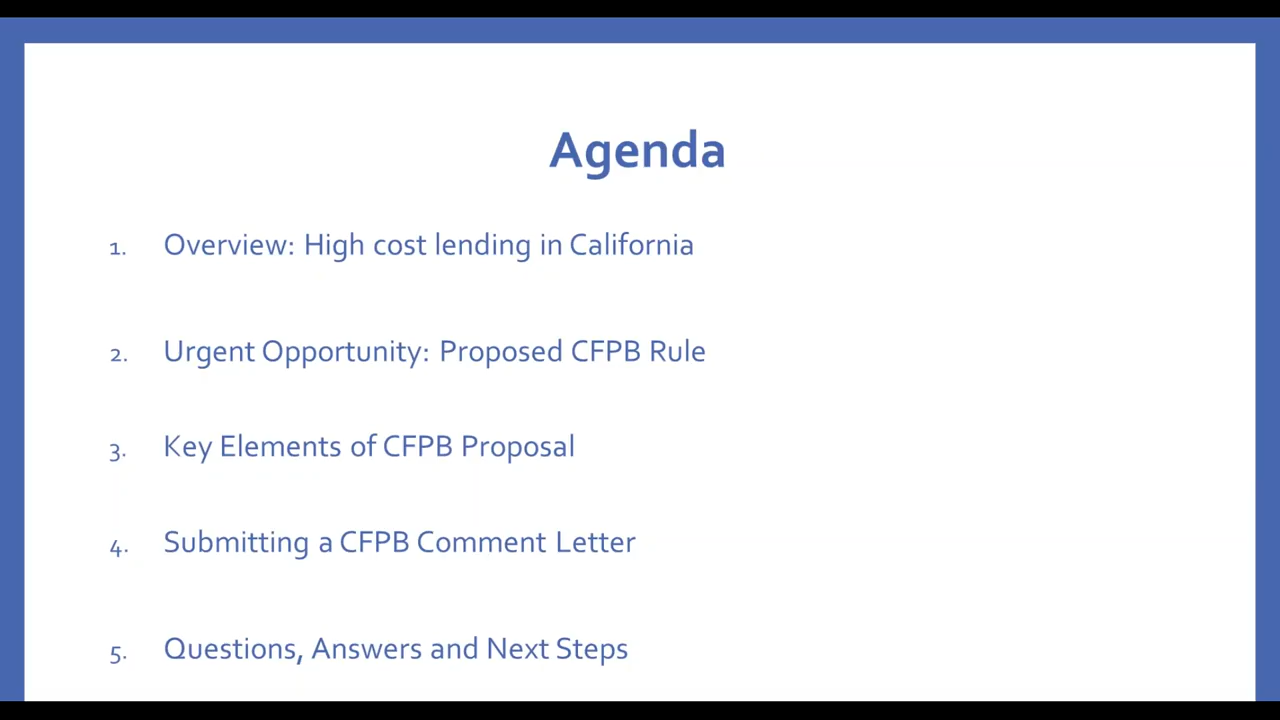 Agenda
1. Overview: High cost lending in California
2. Urgent Opportunity: Proposed CFPB Rule
3. Key Elements of CFPB Proposal
4. Submitting a CFPB Comment Letter
5. Questions, Answers and Next Steps